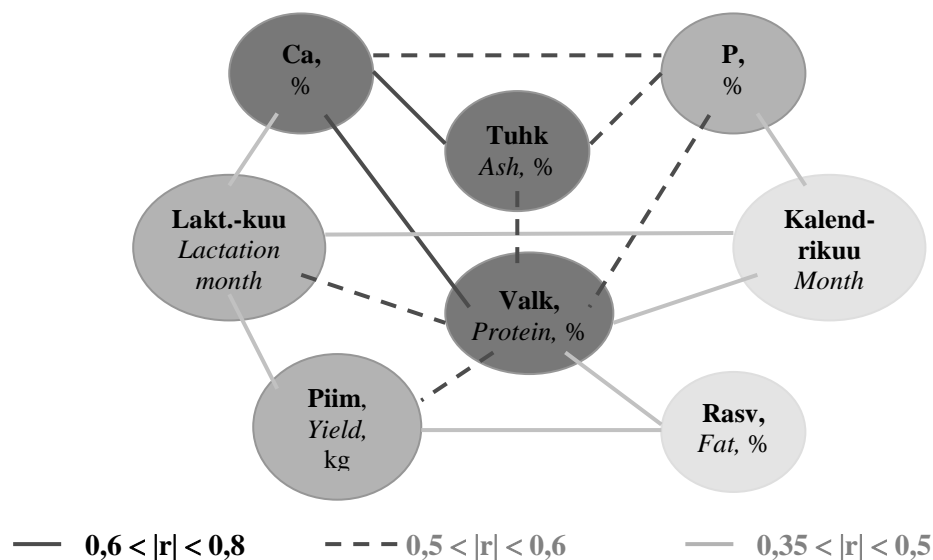 Ca,
%
P,
%
Tuhk
Ash, %
Lakt.-kuu
Lactation
month
Kalend-
rikuu
Month
Valk,
Protein, %
Piim,
Yield,
kg
Rasv,
Fat, %
0,6 < |r| < 0,8
0,5 < |r| < 0,6
0,35 < |r| < 0,5